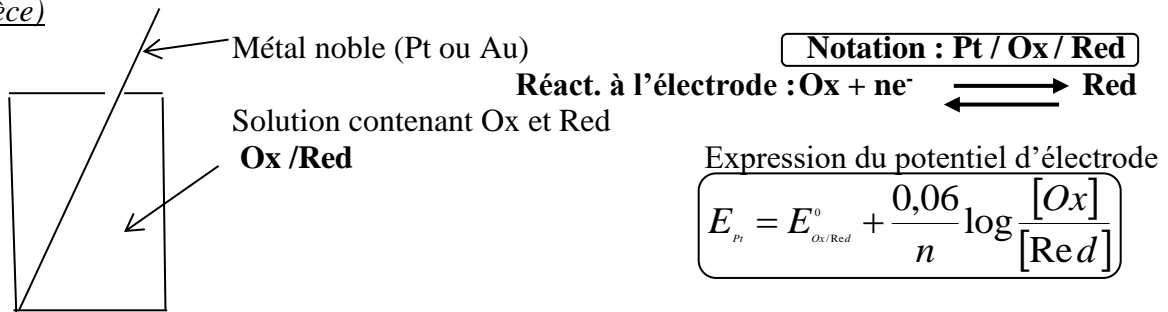 èce)
Métal noble (Pt ou Au)
Notation : Pt / Ox / Red
Réact. à l’électrode :Ox + ne⁻ ⇄ Red
Solution contenant Ox et Red
Ox /Red
Expression du potentiel d’électrode
E_Pt = E⁰_Ox/Red + 0,06/n log [Ox]/[Red]